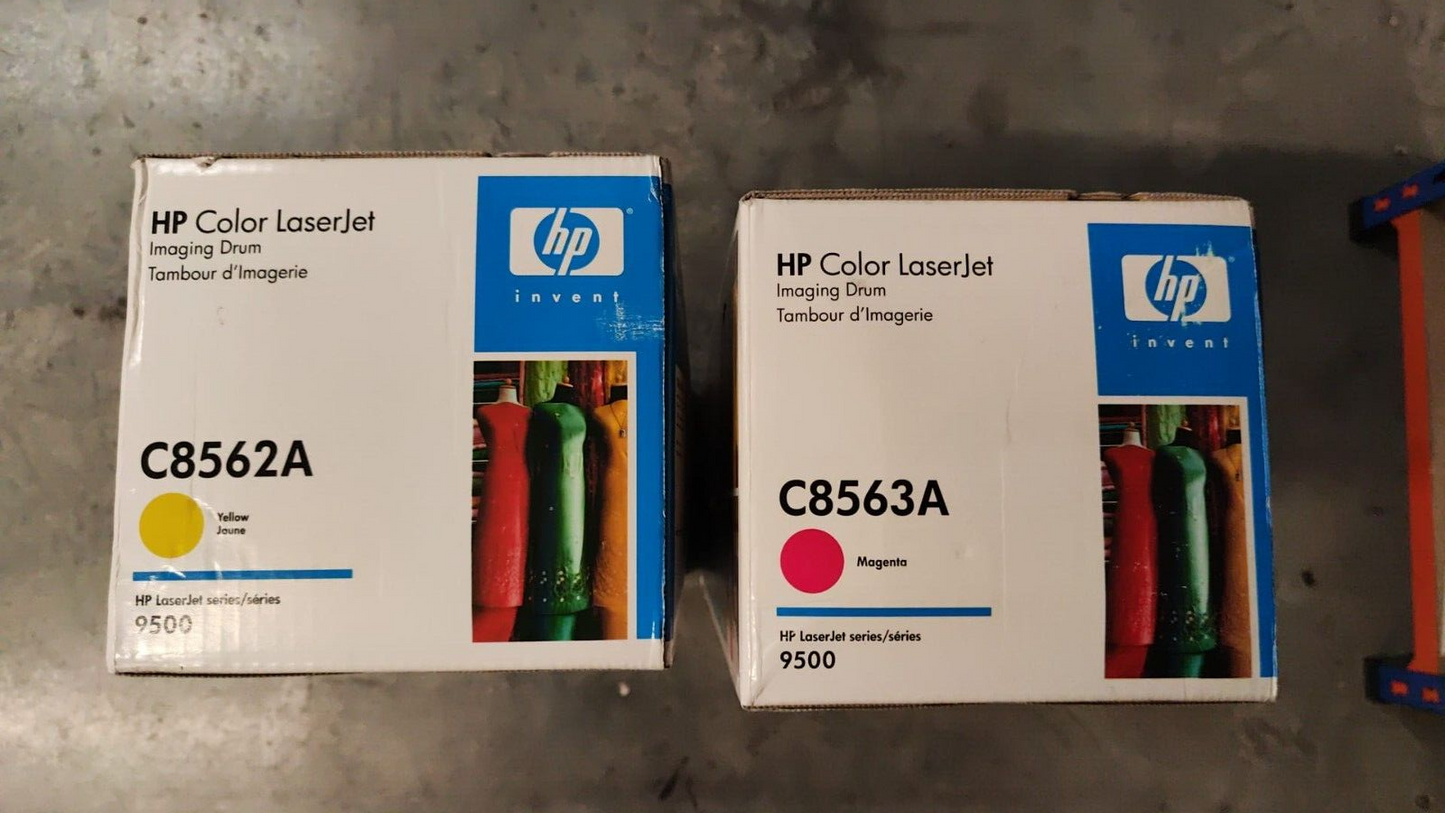 HP Color LaserJet
Imaging Drum
Tambour d'Imagerie
hp
invent
C8562A
Yellow
Jaune
HP LaserJet series/séries
9500
HP Color LaserJet
Imaging Drum
Tambour d'Imagerie
hp
invent
C8563A
Magenta
HP LaserJet series/séries
9500